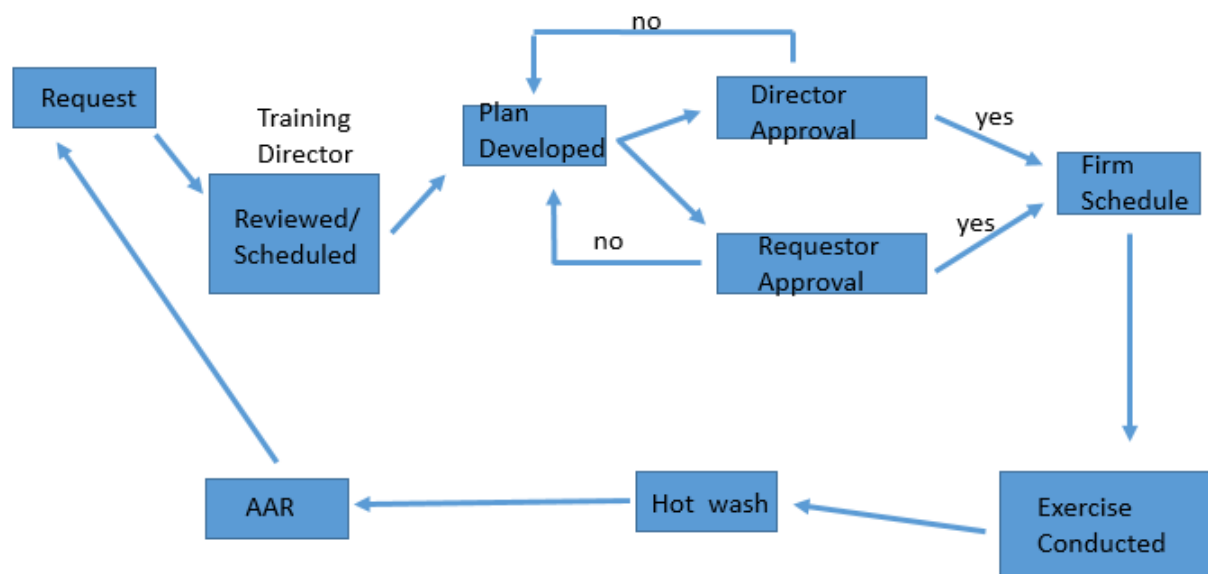 no
Request
Training
Director
Plan
Developed
Director
Approval
yes
Reviewed/
Scheduled
Firm
Schedule
no
Requestor
Approval
yes
AAR
Hot wash
Exercise
Conducted